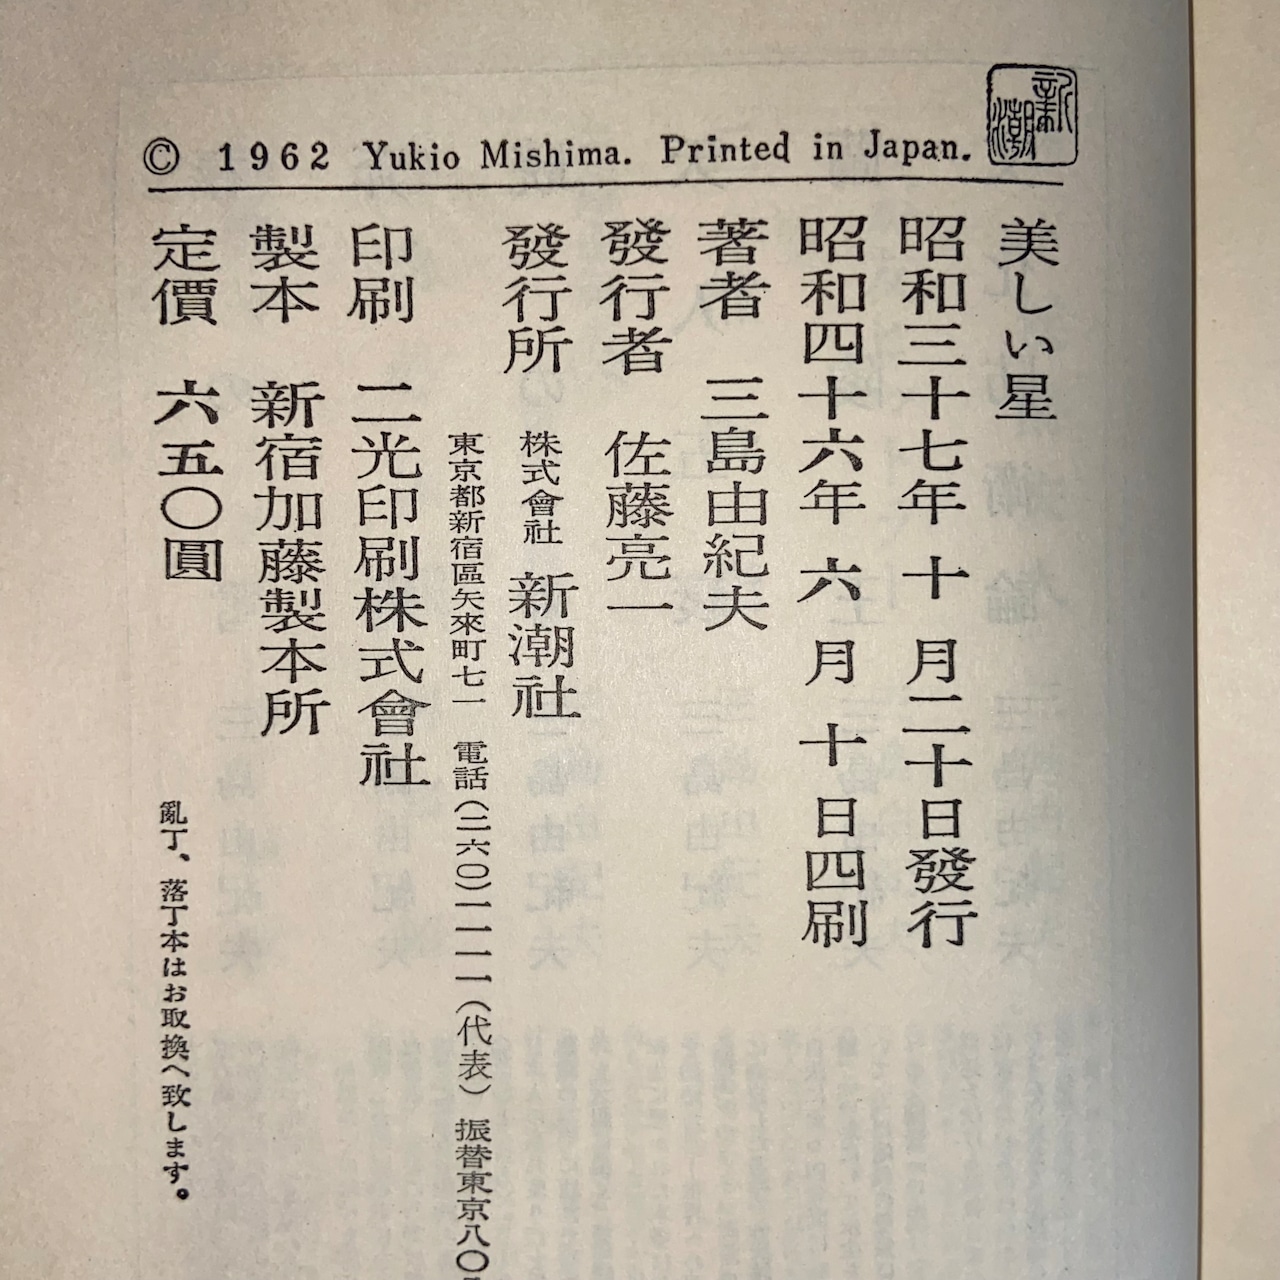 新潮
© 1962 Yukio Mishima. Printed in Japan.
美しい星
昭和三十七年 十 月二十日發行
昭和四十六年 六 月 十 日四刷
著者 三島由紀夫
發行者 佐藤亮一
發行所 株式會社 新潮社
東京都新宿區矢來町七一 電話(二六〇)一一一一(代表) 振替東京八〇
印刷 二光印刷株式會社
製本 新宿加藤製本所
定價 六五〇圓
亂丁、落丁本はお取換へ致します。